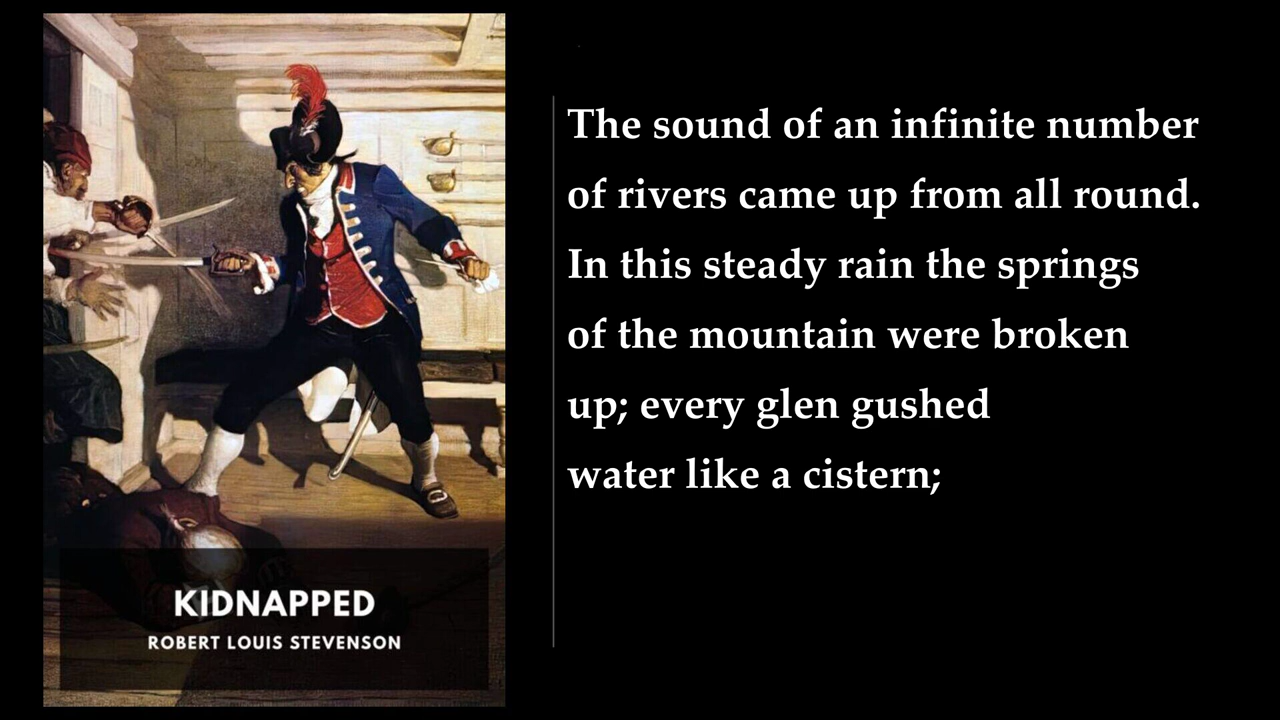 The sound of an infinite number
of rivers came up from all round.
In this steady rain the springs
of the mountain were broken
up; every glen gushed
water like a cistern;
KIDNAPPED
ROBERT LOUIS STEVENSON